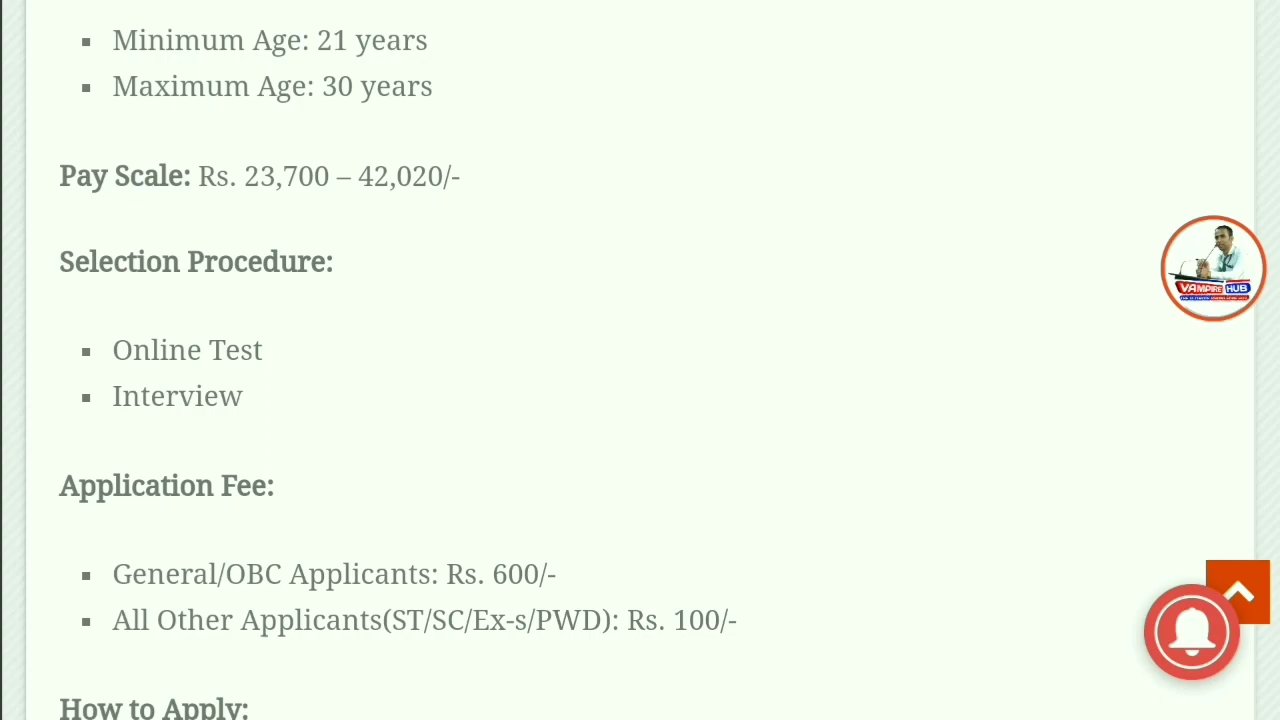 Minimum Age: 21 years
Maximum Age: 30 years
Pay Scale: Rs. 23,700 – 42,020/-
Selection Procedure:
VAMPIRE HUB
Online Test
Interview
Application Fee:
General/OBC Applicants: Rs. 600/-
All Other Applicants(ST/SC/Ex-s/PWD): Rs. 100/-
How to Apply: